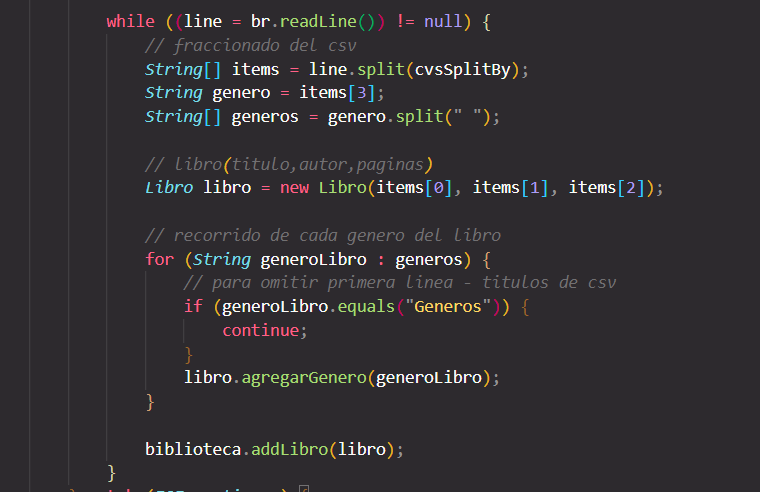 while ((line = br.readLine()) != null) {
// fraccionado del csv
String[] items = line.split(cvsSplitBy);
String genero = items[3];
String[] generos = genero.split(" ");
// libro(titulo,autor,paginas)
Libro libro = new Libro(items[0], items[1], items[2]);
// recorrido de cada genero del libro
for (String generoLibro : generos) {
// para omitir primera linea - titulos de csv
if (generoLibro.equals("Generos")) {
continue;
}
libro.agregarGenero(generoLibro);
}
biblioteca.addLibro(libro);
}